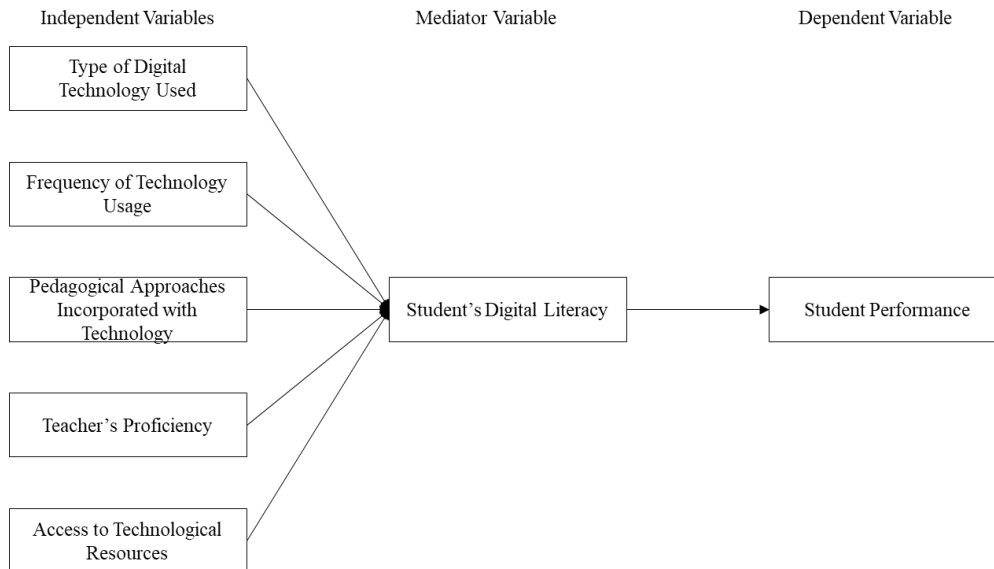 Independent Variables
Mediator Variable
Dependent Variable
Type of Digital
Technology Used
Frequency of Technology
Usage
Pedagogical Approaches
Incorporated with
Technology
Student’s Digital Literacy
Student Performance
Teacher’s Proficiency
Access to Technological
Resources